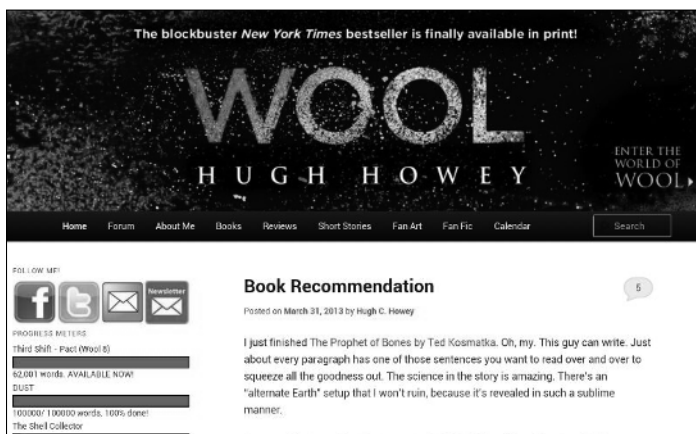 The blockbuster New York Times bestseller is finally available in print!
WOOL
HUGH HOWEY
ENTER THE
WORLD OF
WOOL
Home Forum About Me Books Reviews Short Stories Fan Art Fan Fic Calendar Search
FOLLOW ME!
Newsletter
PROGRESS METERS
Third Shift - Pact (Wool 8)
62,001 words. AVAILABLE NOW!
DUST
100000/ 100000 words. 100% done!
The Shell Collector
Book Recommendation
5
Posted on March 31, 2013 by Hugh C. Howey
I just finished The Prophet of Bones by Ted Kosmatka. Oh, my. This guy can write. Just
about every paragraph has one of those sentences you want to read over and over to
squeeze all the goodness out. The science in the story is amazing. There's an
"alternate Earth" setup that I won't ruin, because it's revealed in such a sublime
manner.